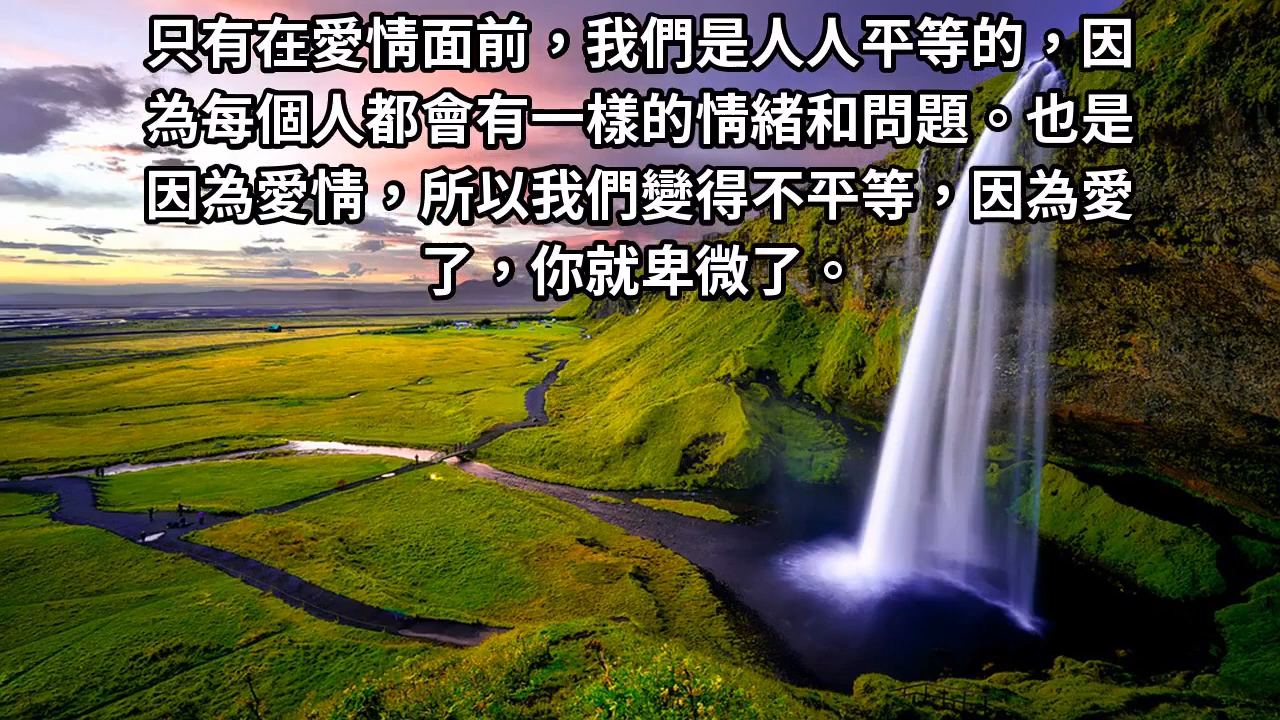 只有在愛情面前，我們是人人平等的，因
為每個人都會有一樣的情緒和問題。也是
因為愛情，所以我們變得不平等，因為愛
了，你就卑微了。